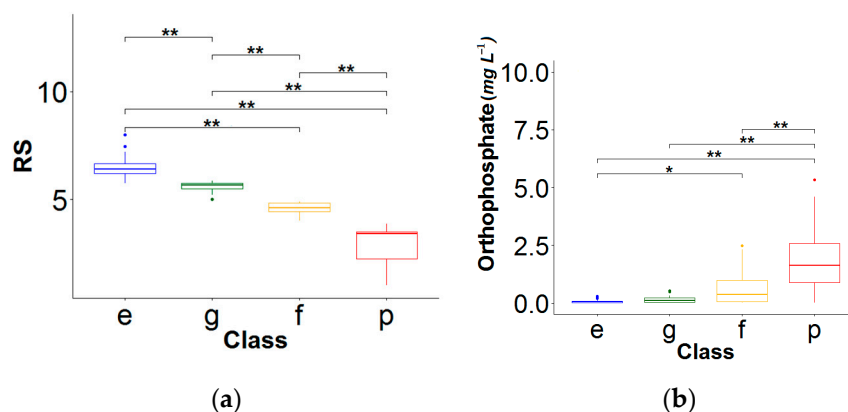 RS
10
5
**
**
**
**
**
**
e g f p
Class
(a)
Orthophosphate (mg L⁻¹)
10.0
7.5
5.0
2.5
0.0
**
**
**
*
e g f p
Class
(b)